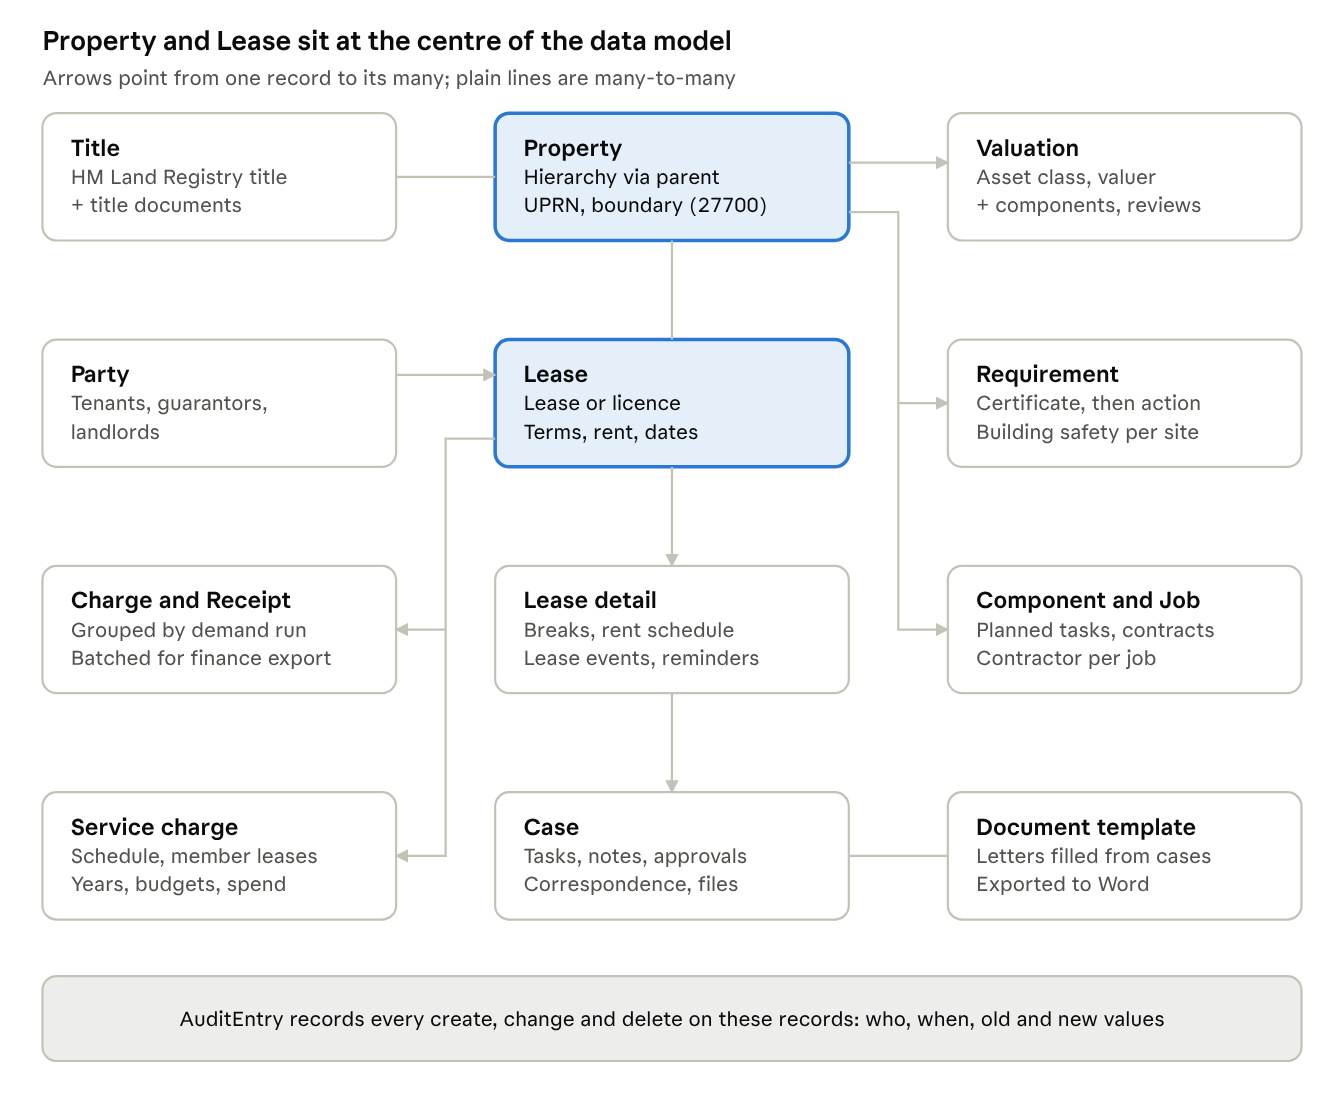 Property and Lease sit at the centre of the data model
Arrows point from one record to its many; plain lines are many-to-many
Title
HM Land Registry title
+ title documents
Property
Hierarchy via parent
UPRN, boundary (27700)
Valuation
Asset class, valuer
+ components, reviews
Party
Tenants, guarantors,
landlords
Lease
Lease or licence
Terms, rent, dates
Requirement
Certificate, then action
Building safety per site
Charge and Receipt
Grouped by demand run
Batched for finance export
Lease detail
Breaks, rent schedule
Lease events, reminders
Component and Job
Planned tasks, contracts
Contractor per job
Service charge
Schedule, member leases
Years, budgets, spend
Case
Tasks, notes, approvals
Correspondence, files
Document template
Letters filled from cases
Exported to Word
AuditEntry records every create, change and delete on these records: who, when, old and new values